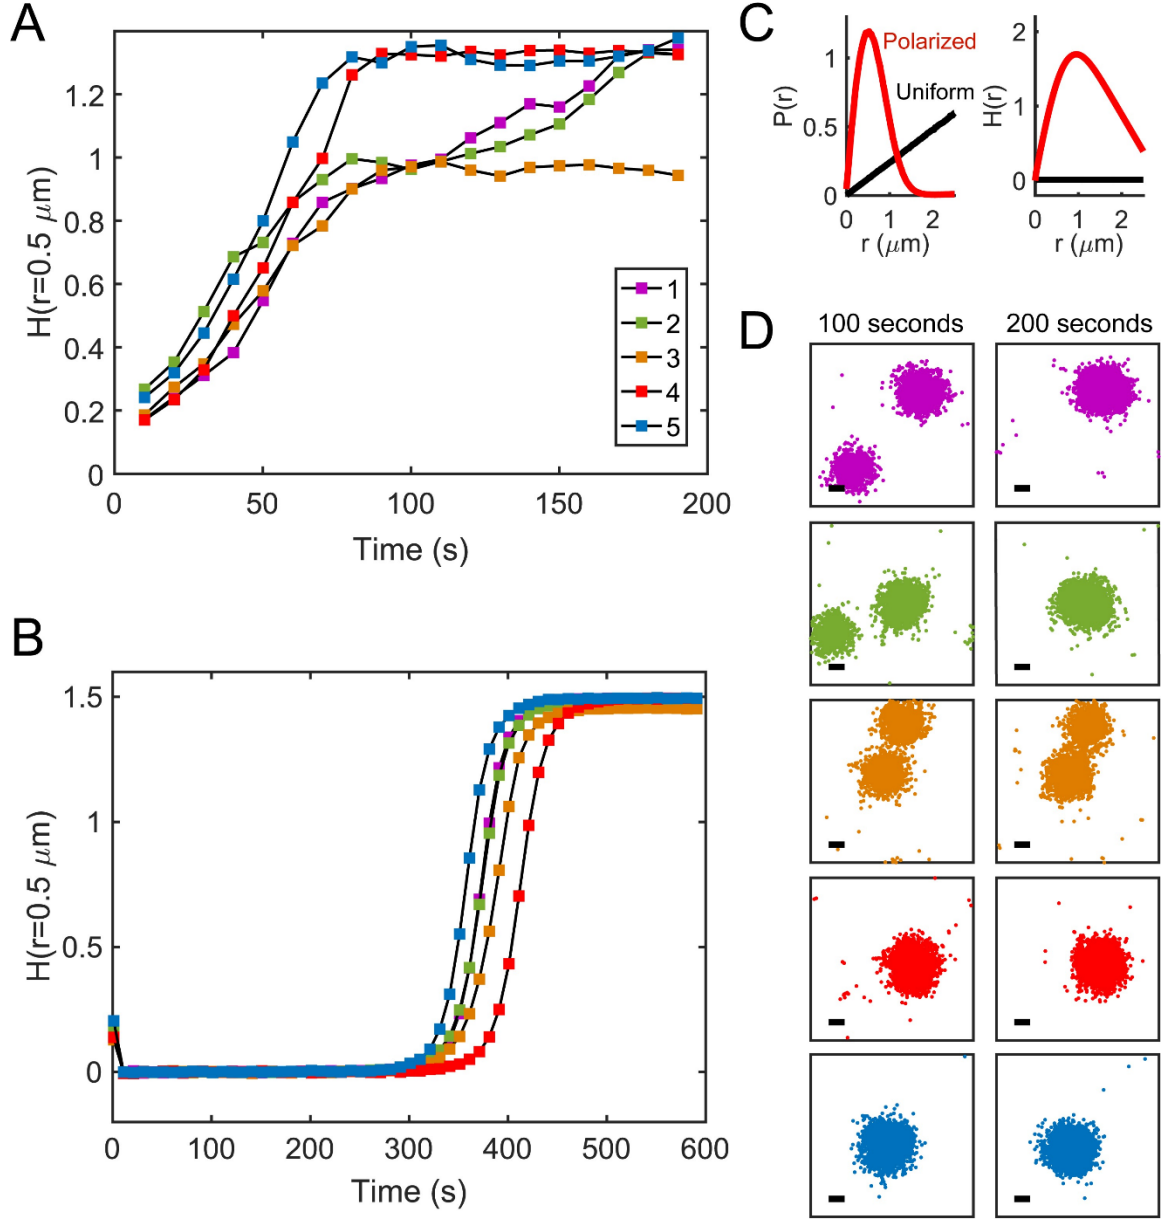 A
H(r=0.5 μm)
1.2
1
0.8
0.6
0.4
0.2
0
0
50
100
150
200
Time (s)
1
2
3
4
5
B
H(r=0.5 μm)
1.5
1
0.5
0
0
100
200
300
400
500
600
Time (s)
C
P(r)
1
0.5
0
0
1
2
r (μm)
Polarized
Uniform
H(r)
2
1
0
0
1
2
r (μm)
D
100 seconds
200 seconds